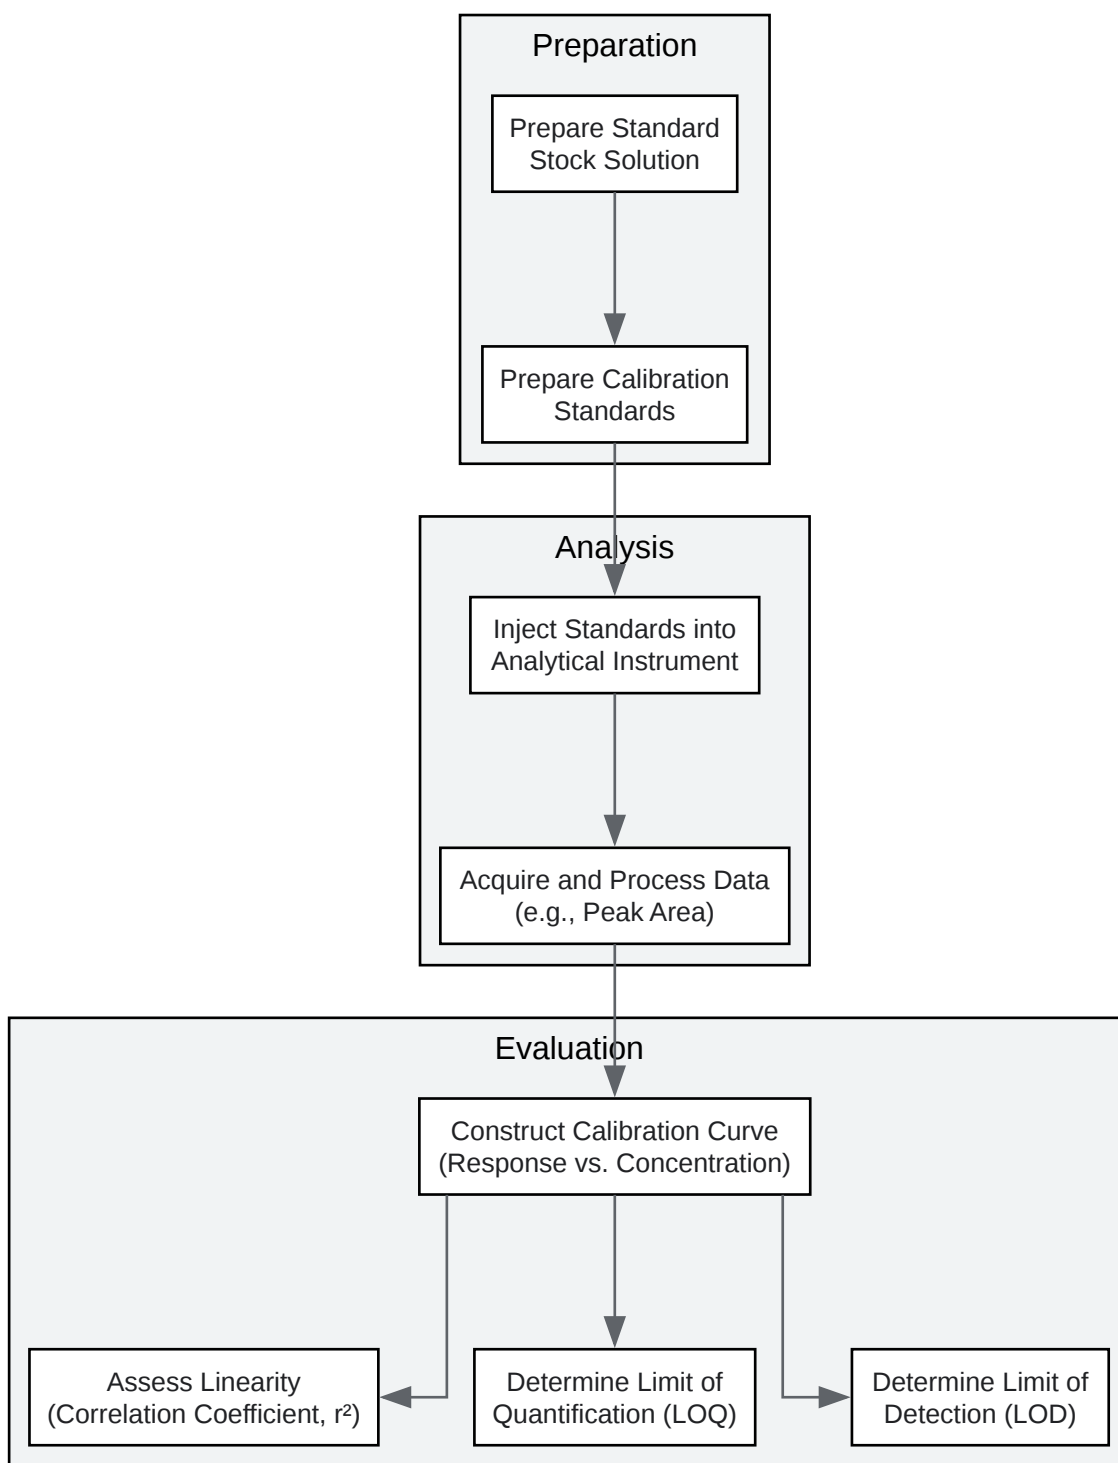 Preparation
Prepare Standard
Stock Solution
Prepare Calibration
Standards
Analysis
Inject Standards into
Analytical Instrument
Acquire and Process Data
(e.g., Peak Area)
Evaluation
Construct Calibration Curve
(Response vs. Concentration)
Assess Linearity
(Correlation Coefficient, r²)
Determine Limit of
Quantification (LOQ)
Determine Limit of
Detection (LOD)